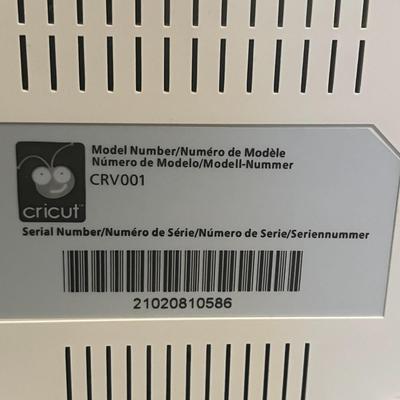 Model Number/Numéro de Modèle
Número de Modelo/Modell-Nummer
CRV001
cricut™
Serial Number/Numéro de Série/Número de Serie/Seriennummer
21020810586